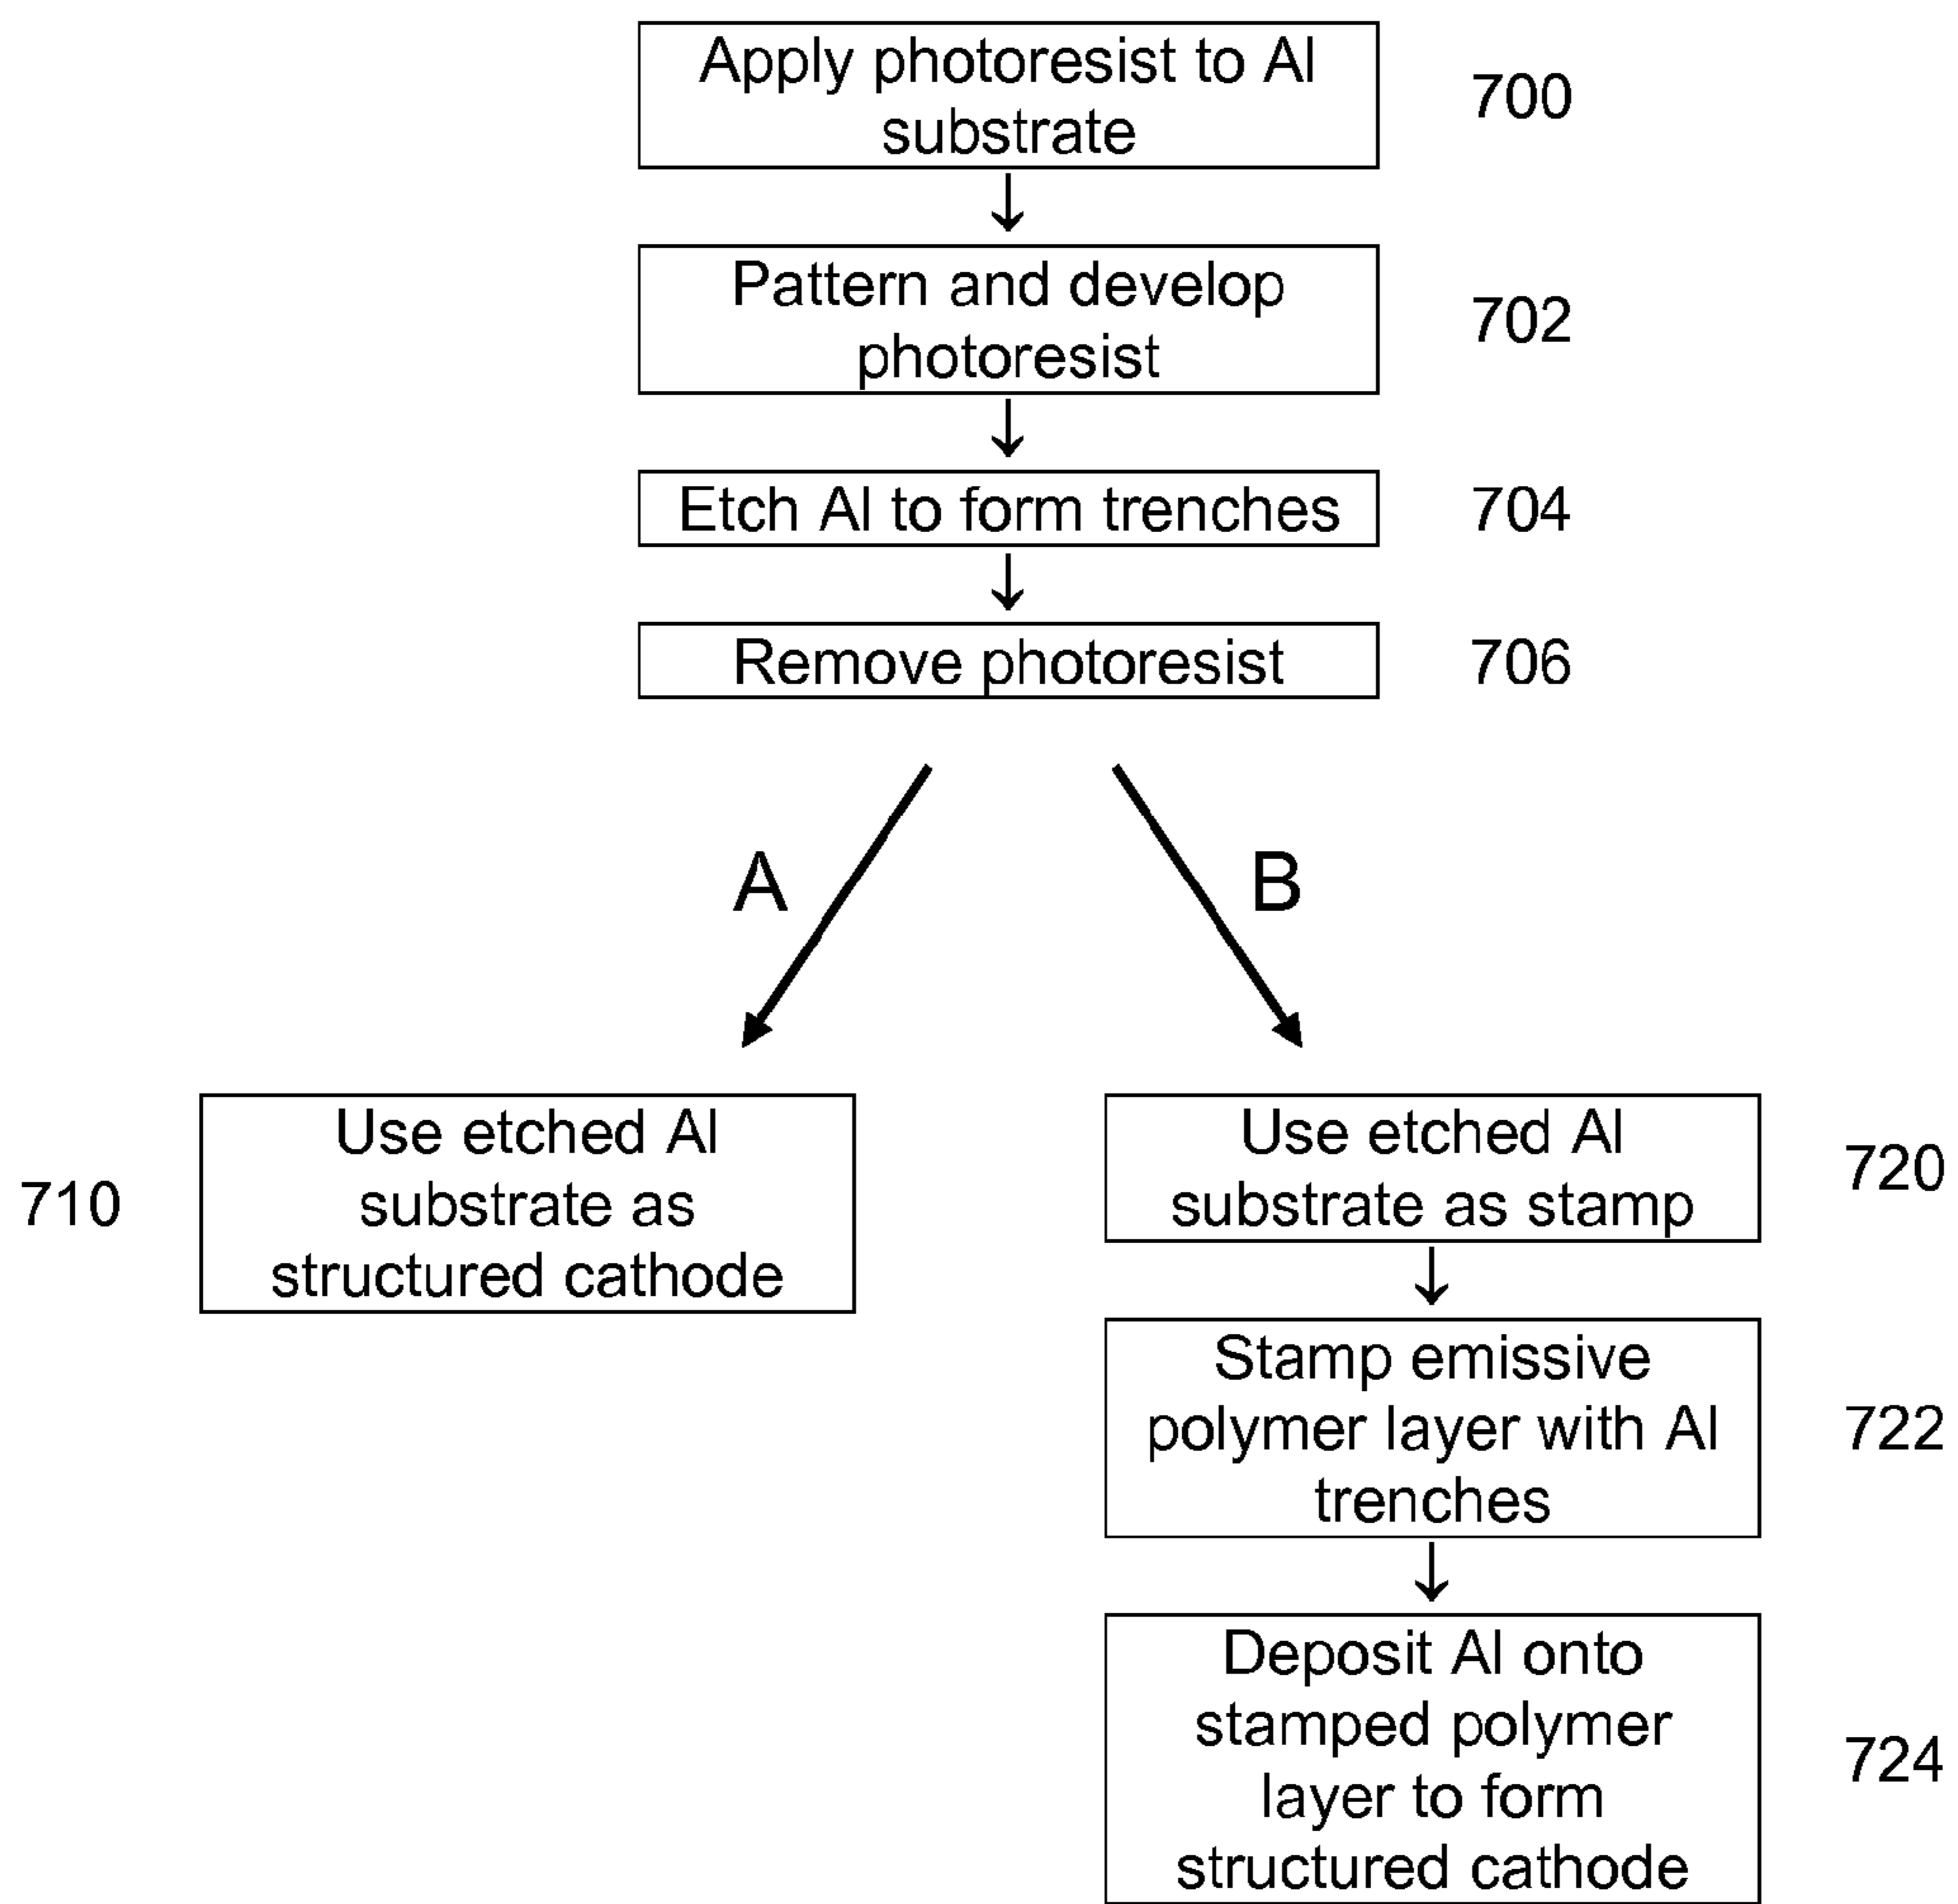 Apply photoresist to Al
substrate
700
Pattern and develop
photoresist
702
Etch Al to form trenches
704
Remove photoresist
706
A
B
710
Use etched Al
substrate as
structured cathode
Use etched Al
substrate as stamp
720
Stamp emissive
polymer layer with Al
trenches
722
Deposit Al onto
stamped polymer
layer to form
structured cathode
724